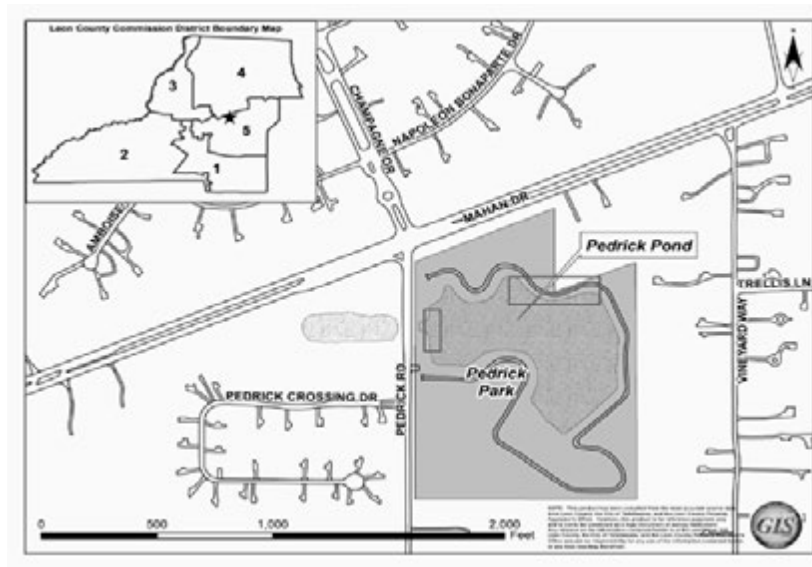 Leon County Commission District Boundary Map
3
4
5
2
1
N
CHAMPAGNE DR
NAPOLEON BONAPARTE DR
AMBOISE
MAHAN DR
Pedrick Pond
TRELLIS LN
VINEYARD WAY
PEDRICK RD
Pedrick
Park
PEDRICK CROSSING DR
0 500 1,000 2,000
Feet
GIS